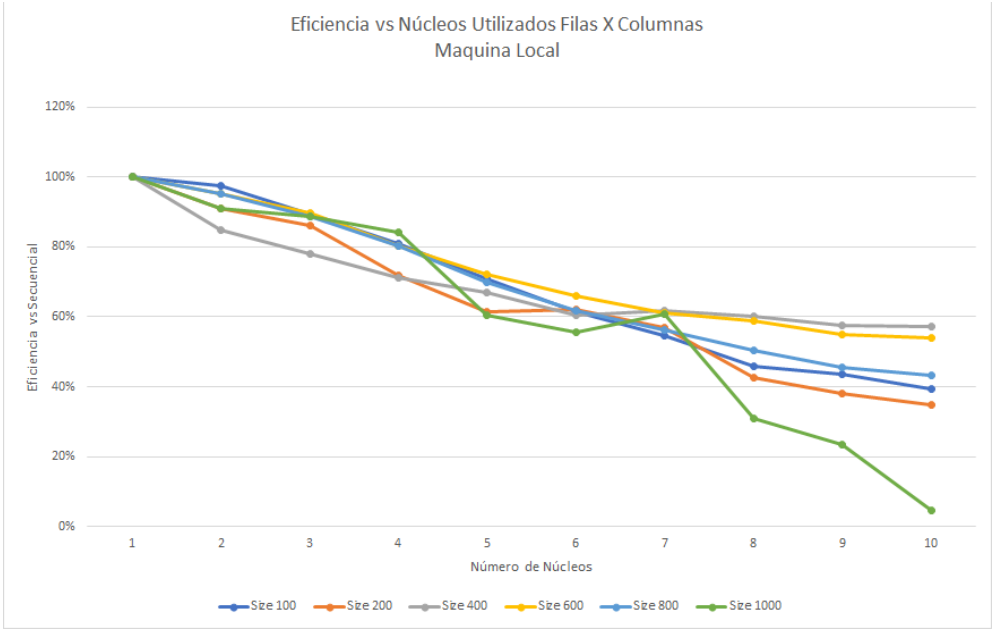 Eficiencia vs Núcleos Utilizados Filas X Columnas
Maquina Local
120%
100%
80%
60%
40%
20%
0%
Eficiencia vs Secuencial
1 2 3 4 5 6 7 8 9 10
Número de Núcleos
Size 100 Size 200 Size 400 Size 600 Size 800 Size 1000